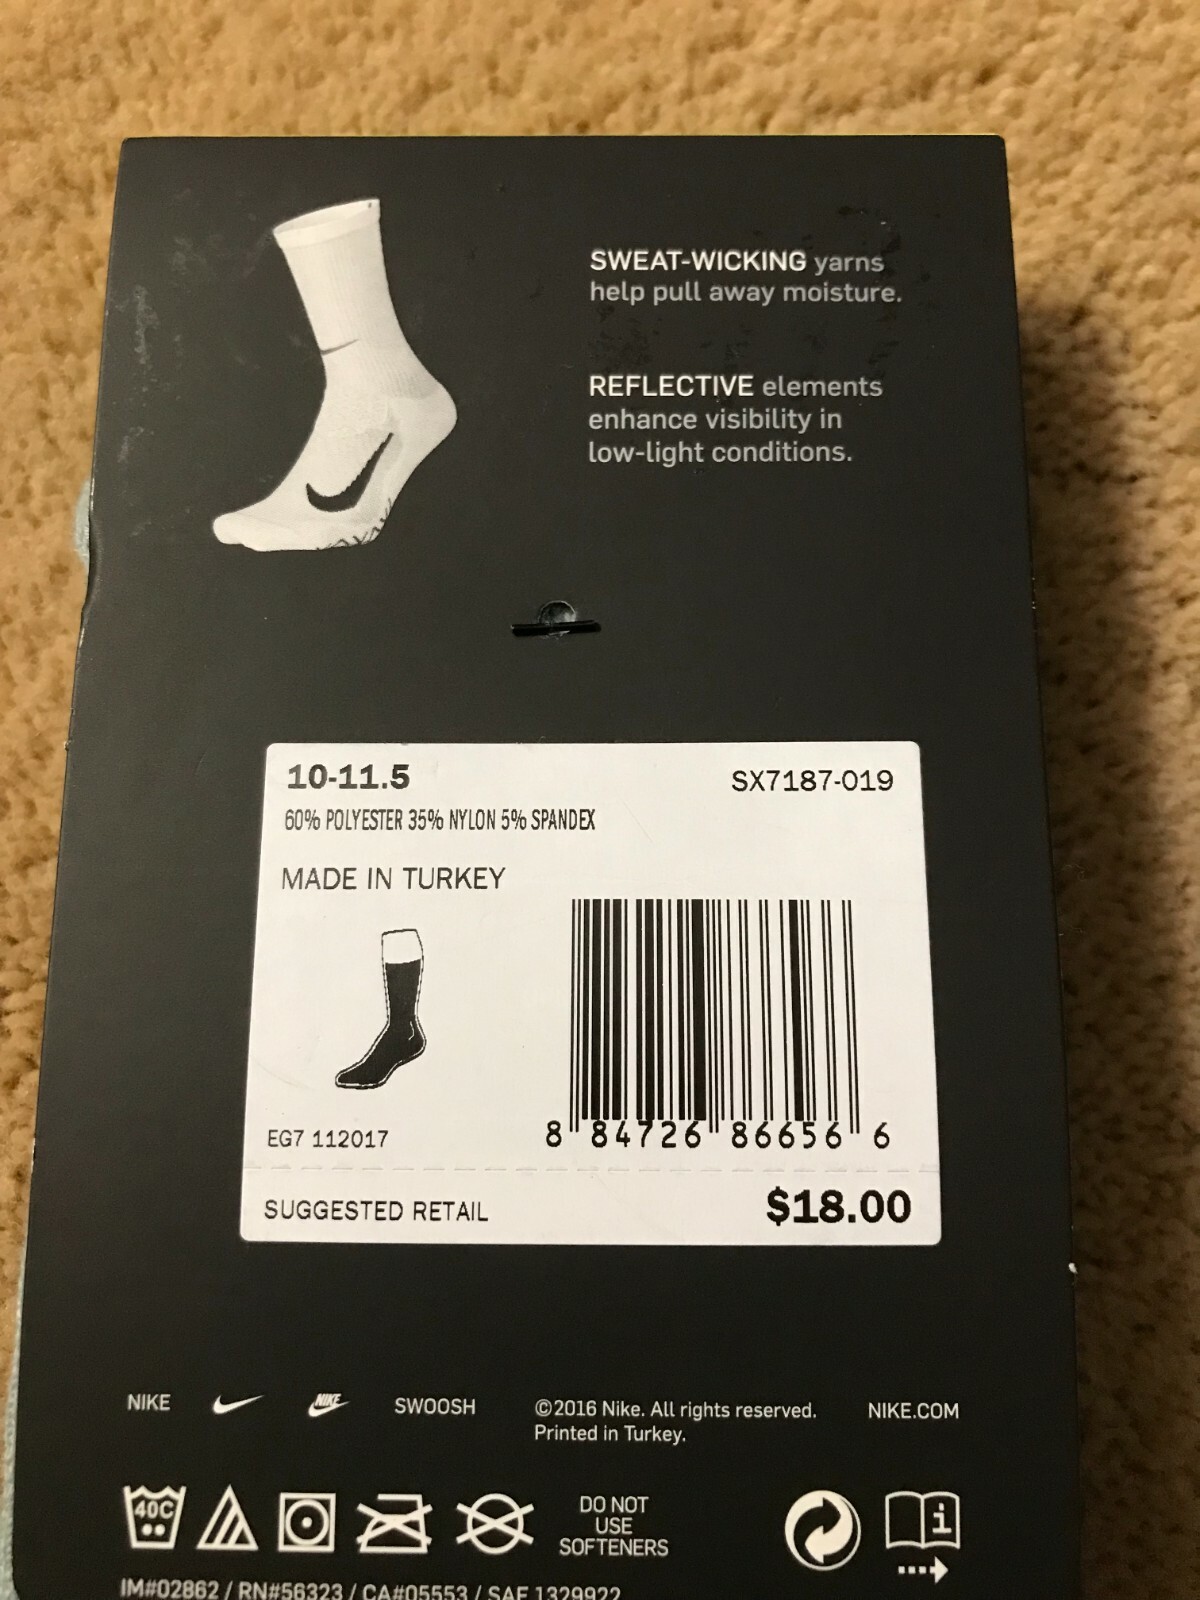 SWEAT-WICKING yarns
help pull away moisture.
REFLECTIVE elements
enhance visibility in
low-light conditions.
10-11.5
SX7187-019
60% POLYESTER 35% NYLON 5% SPANDEX
MADE IN TURKEY
8 84726 86656 6
EG7 112017
SUGGESTED RETAIL
$18.00
NIKE
NIKE
SWOOSH
©2016 Nike. All rights reserved.
Printed in Turkey.
NIKE.COM
40C
DO NOT
USE
SOFTENERS
i
IM#02862 / RN#56323 / CA#05553 / SAF 1329922